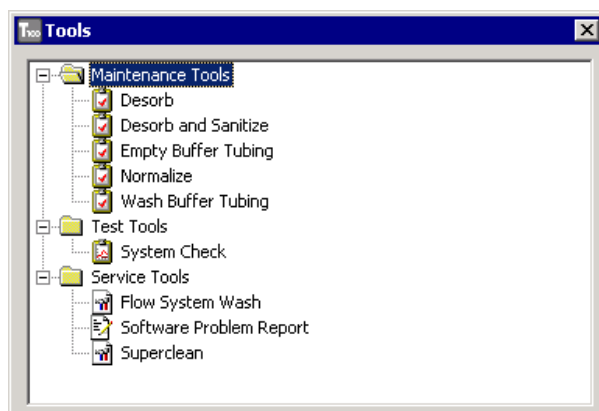 T100 Tools
Maintenance Tools
Desorb
Desorb and Sanitize
Empty Buffer Tubing
Normalize
Wash Buffer Tubing
Test Tools
System Check
Service Tools
Flow System Wash
Software Problem Report
Superclean